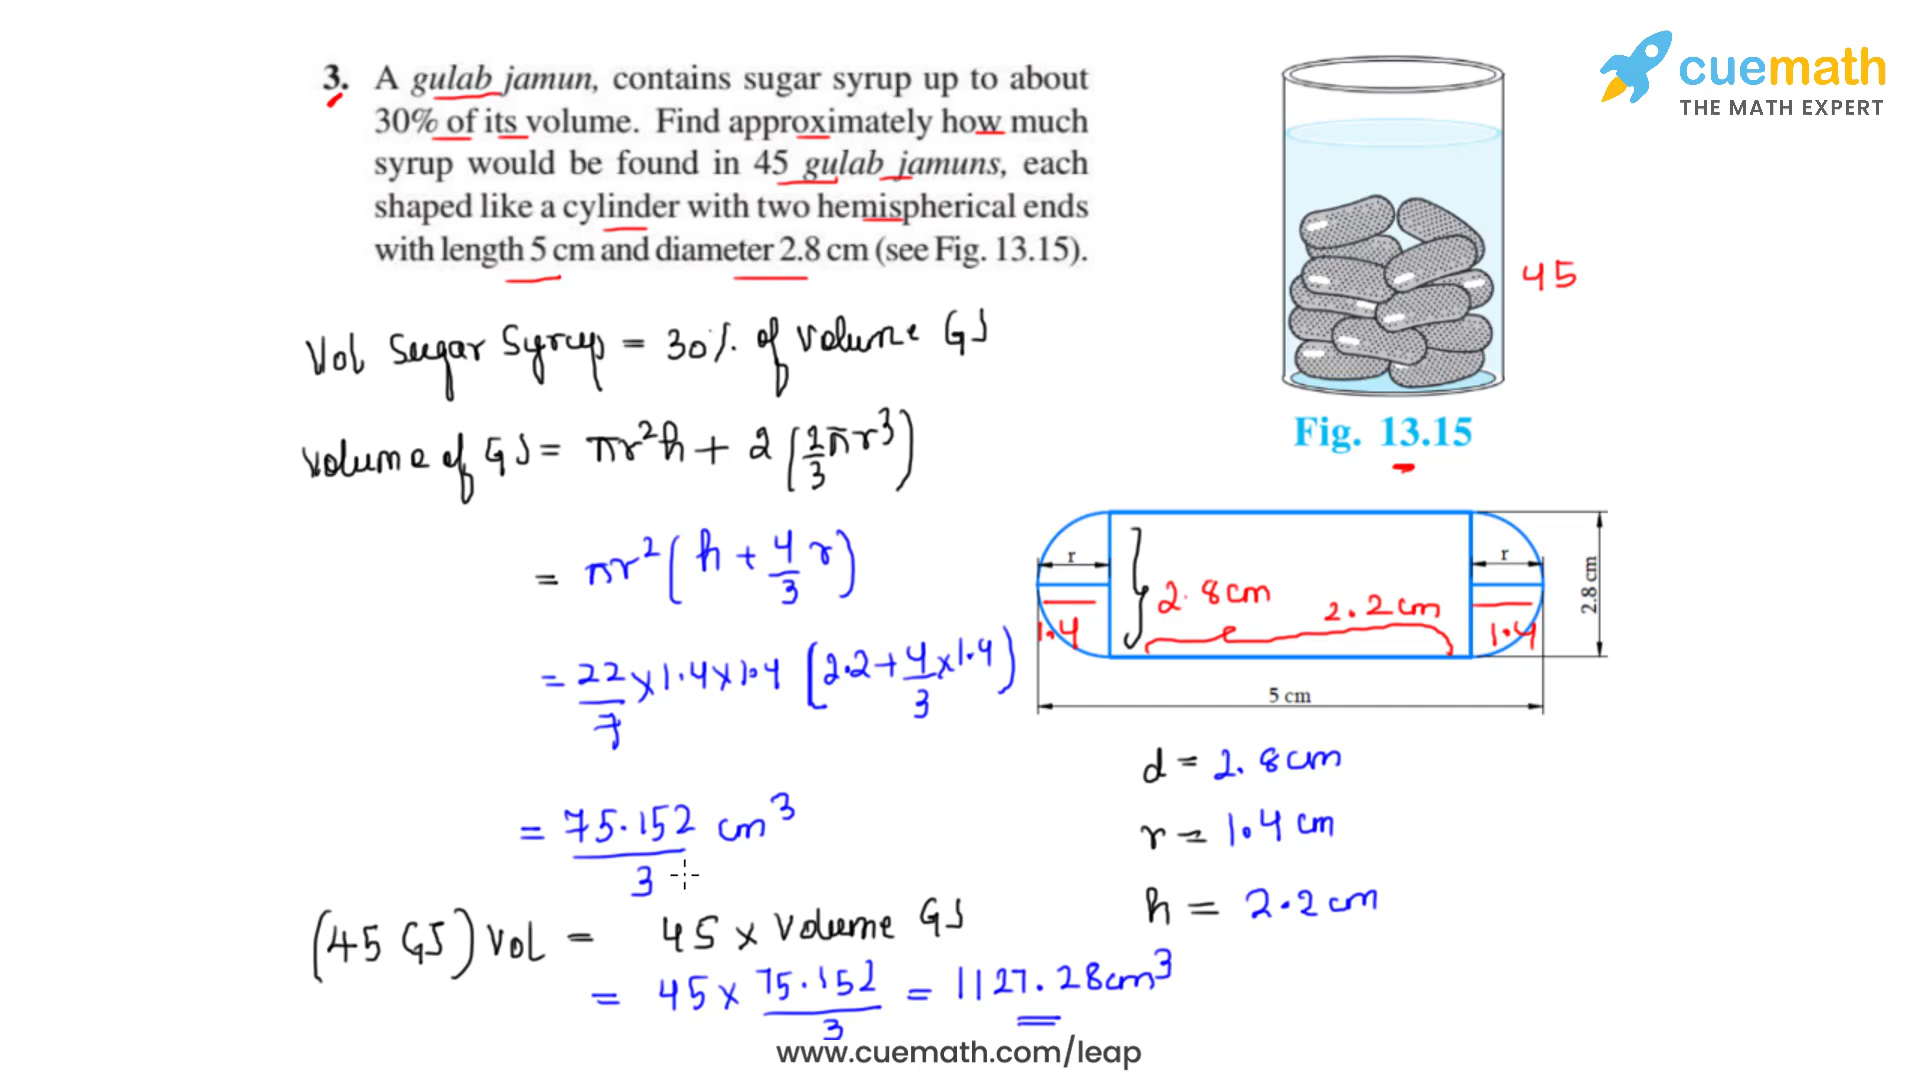 cuemath
THE MATH EXPERT
3. A gulab jamun, contains sugar syrup up to about
30% of its volume. Find approximately how much
syrup would be found in 45 gulab jamuns, each
shaped like a cylinder with two hemispherical ends
with length 5 cm and diameter 2.8 cm (see Fig. 13.15).
45
Fig. 13.15
Vol Sugar Syrup = 30% of Volume GJ
Volume of GJ = πr²h + 2 (2/3 πr³)
= πr² (h + 4/3 r)
= 22/7 × 1.4 × 1.4 [2.2 + 4/3 × 1.4)
= 75.152/3 cm³
(45 GJ) Vol = 45 × Volume GJ
= 45 × 75.152/3 = 1127.28 cm³
r
r
2.8 cm
2.8cm
2.2cm
1.4
1.4
5 cm
d = 2.8cm
r = 1.4 cm
h = 2.2 cm
www.cuemath.com/leap